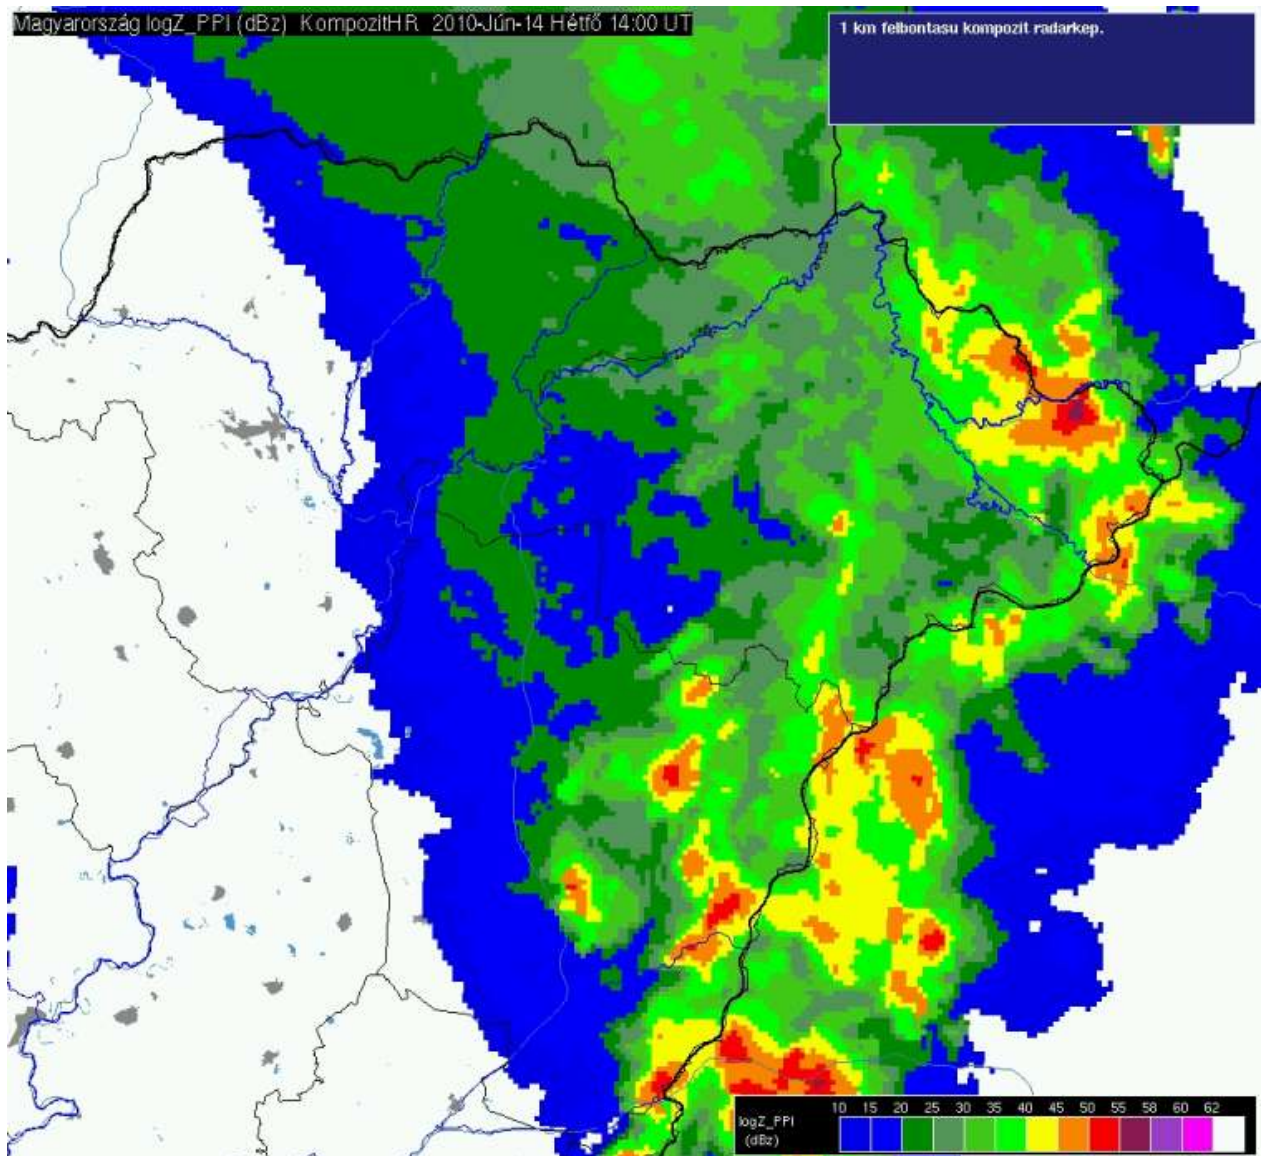 Magyarország logZ_PPI (dBz) KompozitHR 2010-Jún-14 Hétfő 14:00 UT
1 km felbontasu kompozit radarkep.
10 15 20 25 30 35 40 45 50 55 58 60 62
logZ_PPI
(dBz)